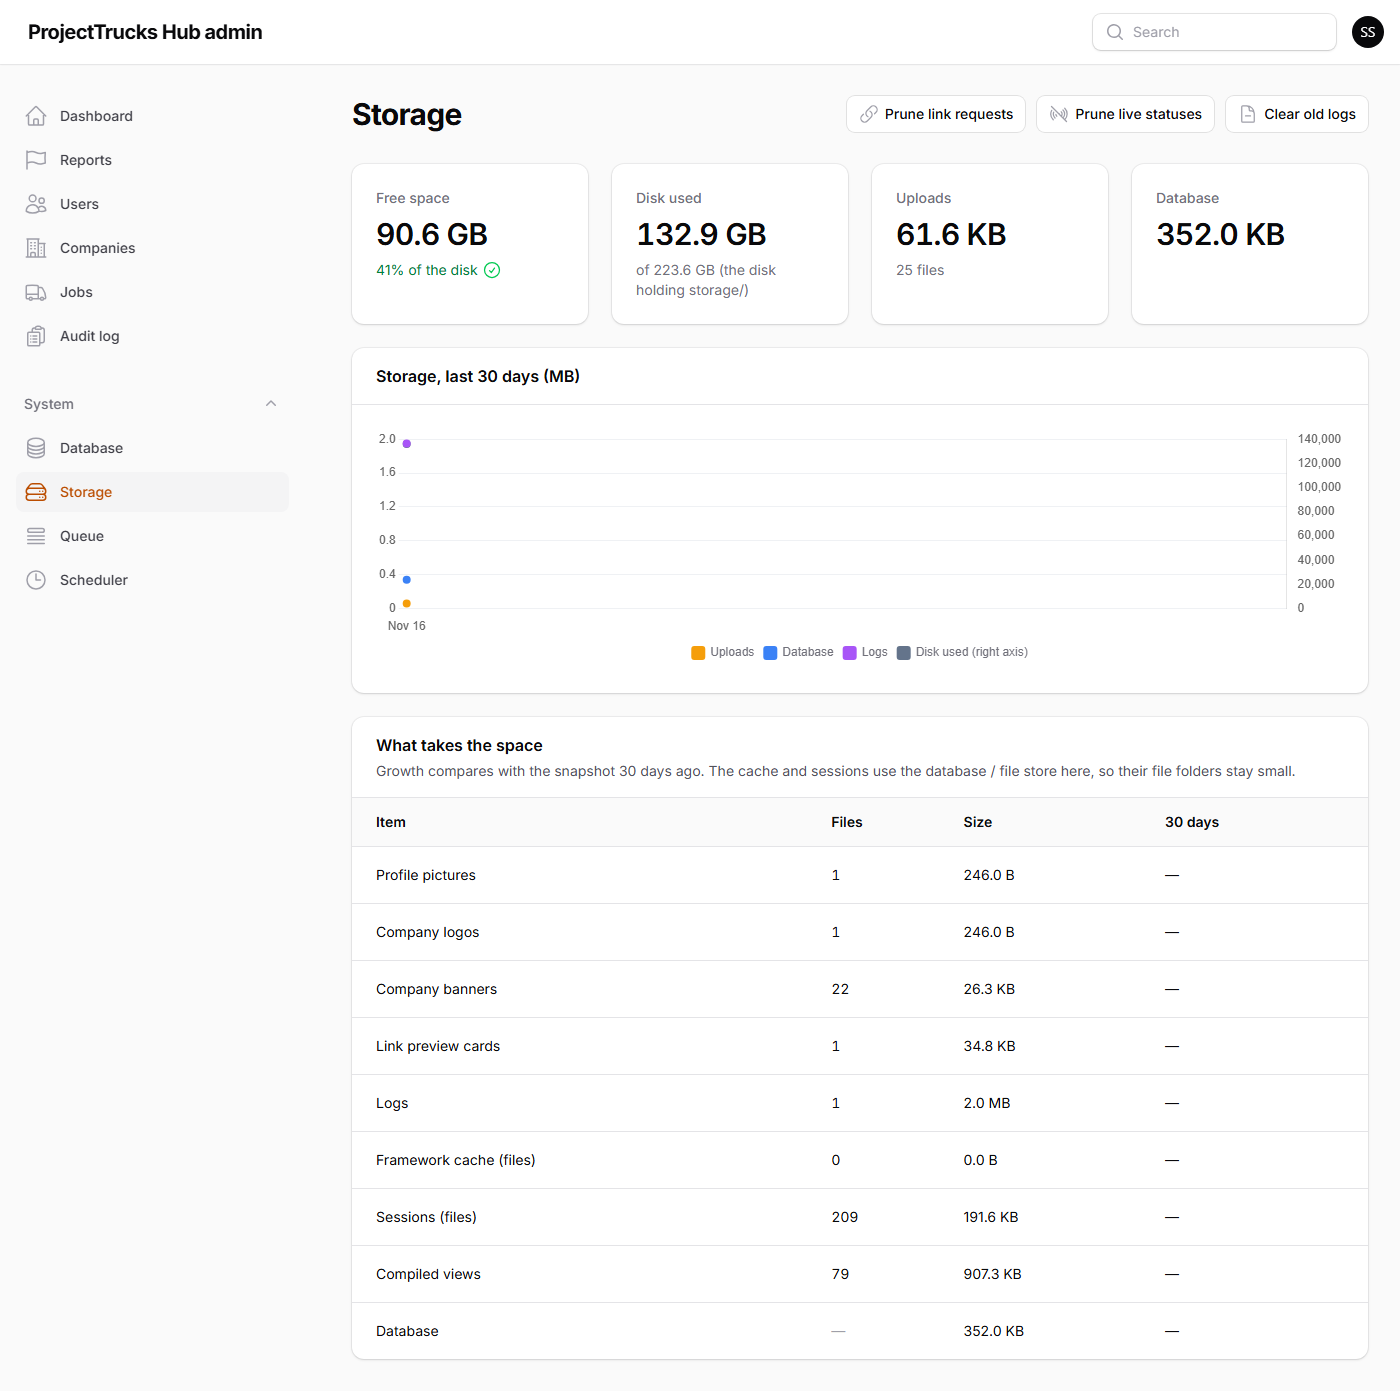 ProjectTrucks Hub admin
Search
SS
Dashboard
Reports
Users
Companies
Jobs
Audit log
System
Database
Storage
Queue
Scheduler
Storage
Prune link requests
Prune live statuses
Clear old logs
Free space
90.6 GB
41% of the disk
Disk used
132.9 GB
of 223.6 GB (the disk
holding storage/)
Uploads
61.6 KB
25 files
Database
352.0 KB
Storage, last 30 days (MB)
2.0
1.6
1.2
0.8
0.4
0
140,000
120,000
100,000
80,000
60,000
40,000
20,000
0
Nov 16
Uploads Database Logs Disk used (right axis)
What takes the space
Growth compares with the snapshot 30 days ago. The cache and sessions use the database / file store here, so their file folders stay small.
Item Files Size 30 days
Profile pictures 1 246.0 B —
Company logos 1 246.0 B —
Company banners 22 26.3 KB —
Link preview cards 1 34.8 KB —
Logs 1 2.0 MB —
Framework cache (files) 0 0.0 B —
Sessions (files) 209 191.6 KB —
Compiled views 79 907.3 KB —
Database — 352.0 KB —